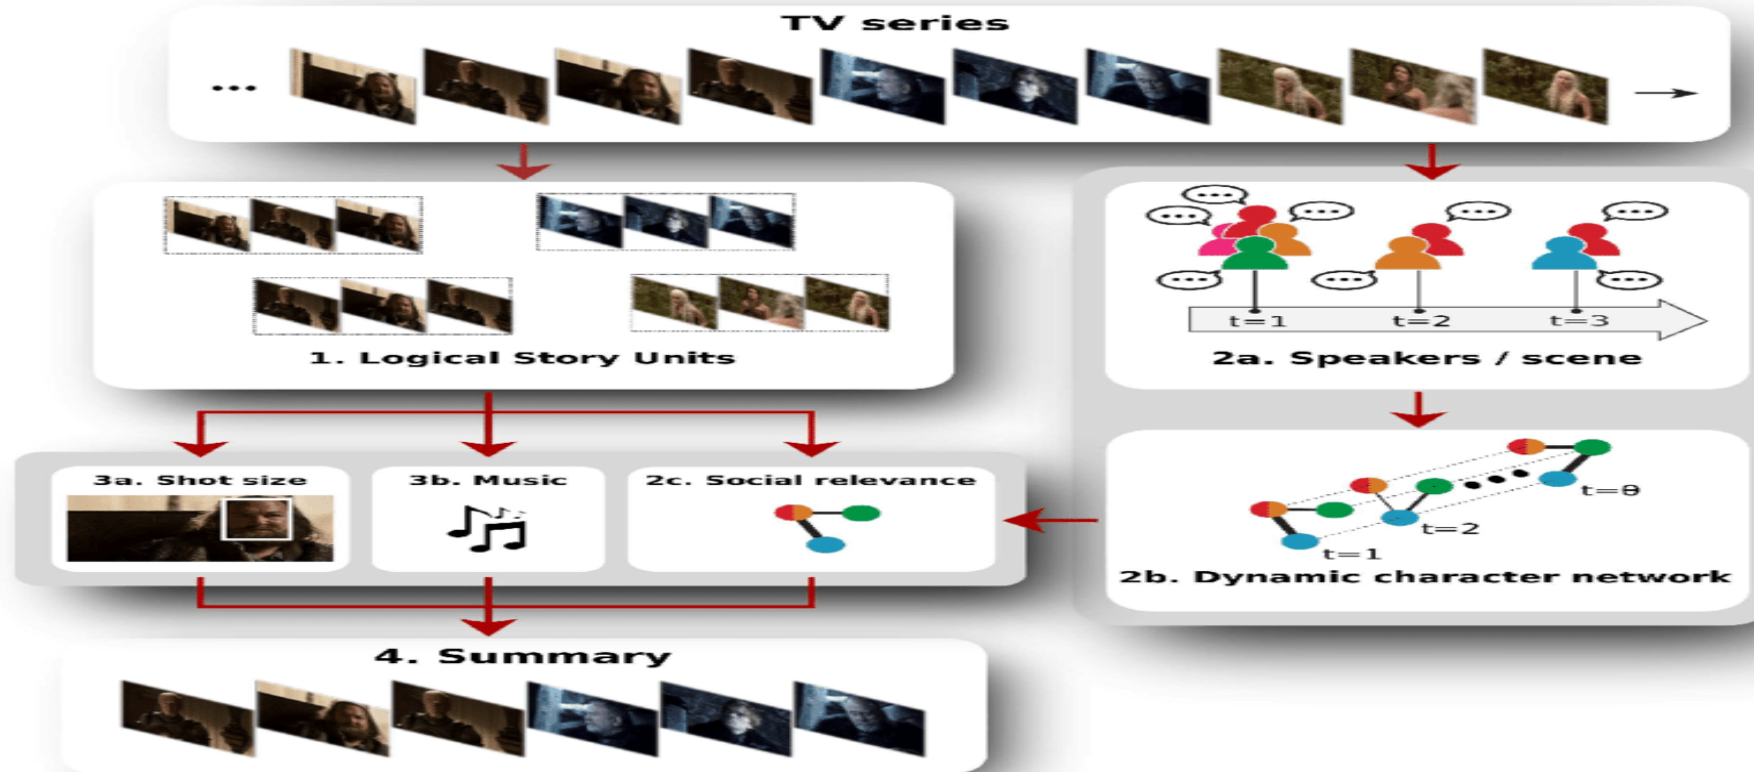 TV series
...
t=1
t=2
t=3
1. Logical Story Units
2a. Speakers / scene
3a. Shot size
3b. Music
2c. Social relevance
t=θ
t=2
t=1
2b. Dynamic character network
4. Summary